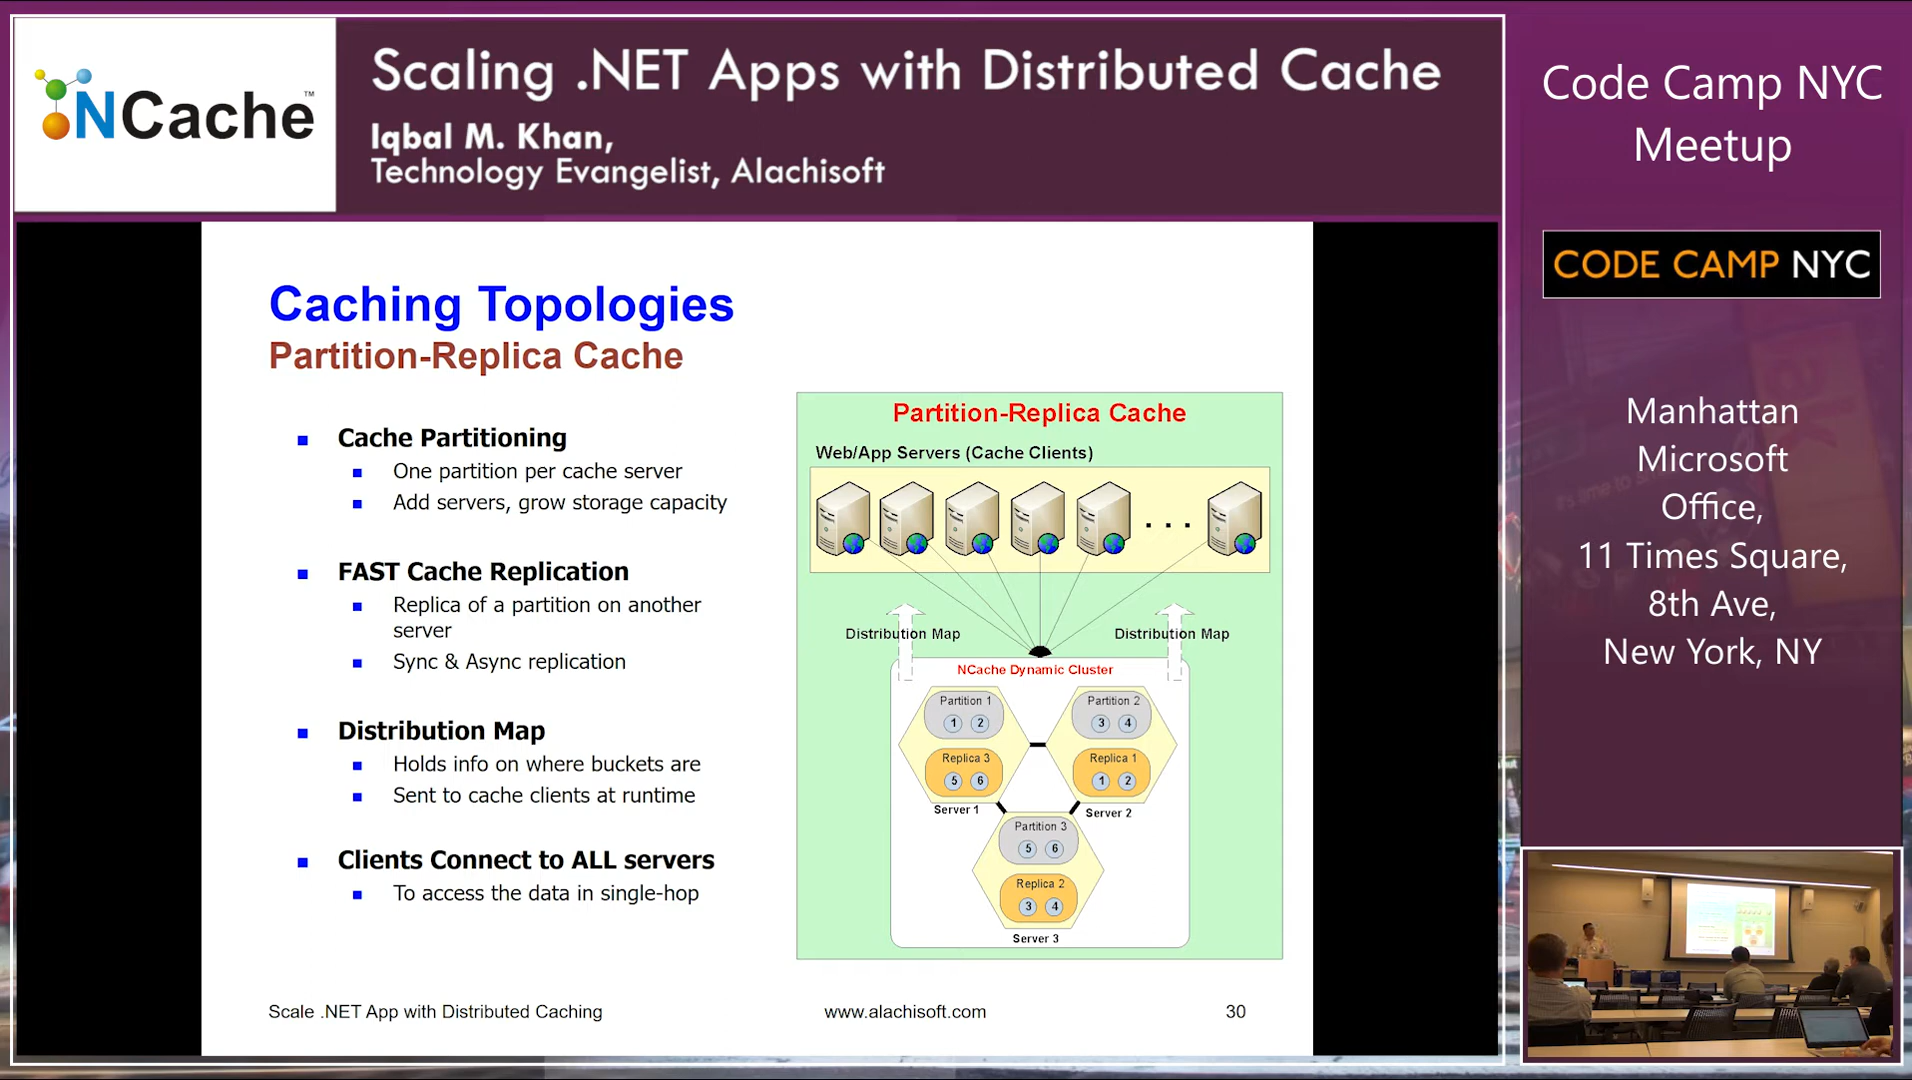 NCache™
Scaling .NET Apps with Distributed Cache
Iqbal M. Khan,
Technology Evangelist, Alachisoft
Code Camp NYC
Meetup
CODE CAMP NYC
Manhattan
Microsoft
Office,
11 Times Square,
8th Ave,
New York, NY
Caching Topologies
Partition-Replica Cache
Cache Partitioning
One partition per cache server
Add servers, grow storage capacity
FAST Cache Replication
Replica of a partition on another
server
Sync & Async replication
Distribution Map
Holds info on where buckets are
Sent to cache clients at runtime
Clients Connect to ALL servers
To access the data in single-hop
Partition-Replica Cache
Web/App Servers (Cache Clients)
. . .
Distribution Map
Distribution Map
NCache Dynamic Cluster
Partition 1
1 2
Replica 3
5 6
Server 1
Partition 2
3 4
Replica 1
1 2
Server 2
Partition 3
5 6
Replica 2
3 4
Server 3
Scale .NET App with Distributed Caching
www.alachisoft.com
30